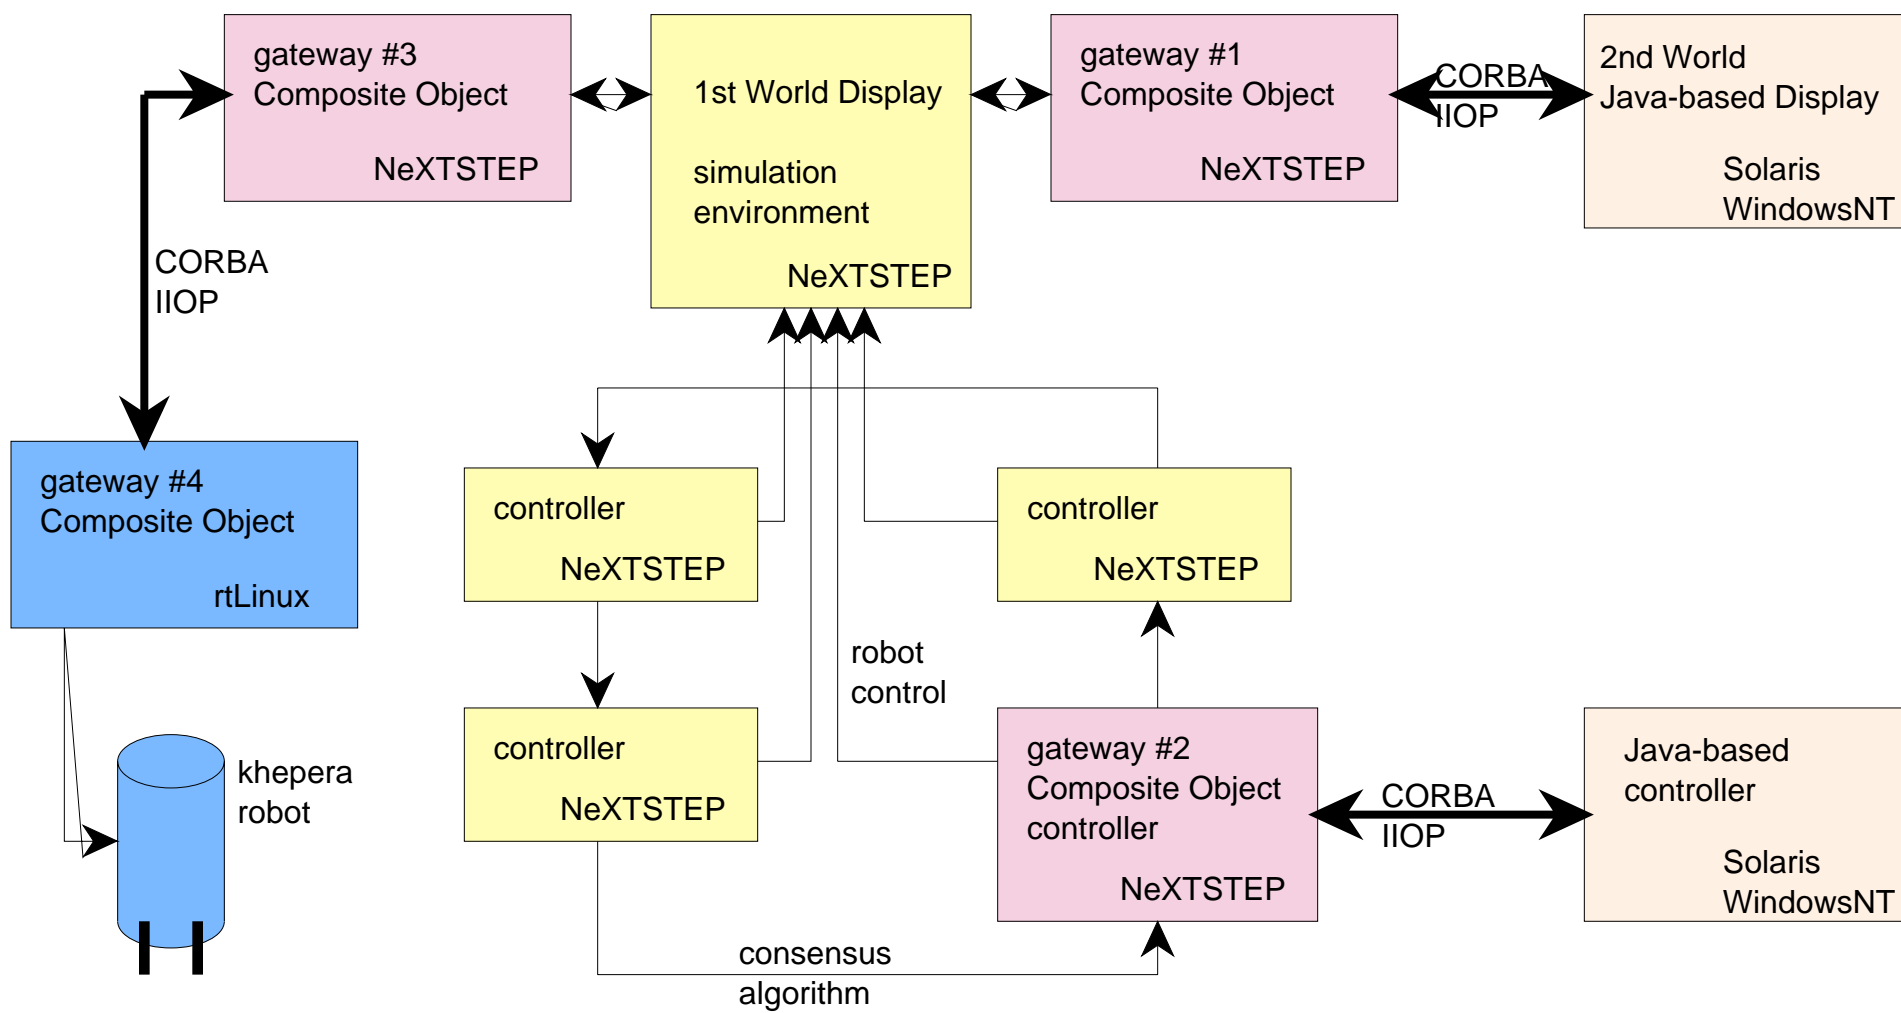 gateway #3
Composite Object
NeXTSTEP
1st World Display
simulation
environment
NeXTSTEP
gateway #1
Composite Object
NeXTSTEP
CORBA
IIOP
2nd World
Java-based Display
Solaris
WindowsNT
CORBA
IIOP
gateway #4
Composite Object
rtLinux
khepera
robot
controller
NeXTSTEP
controller
NeXTSTEP
controller
NeXTSTEP
robot
control
gateway #2
Composite Object
controller
NeXTSTEP
CORBA
IIOP
Java-based
controller
Solaris
WindowsNT
consensus
algorithm